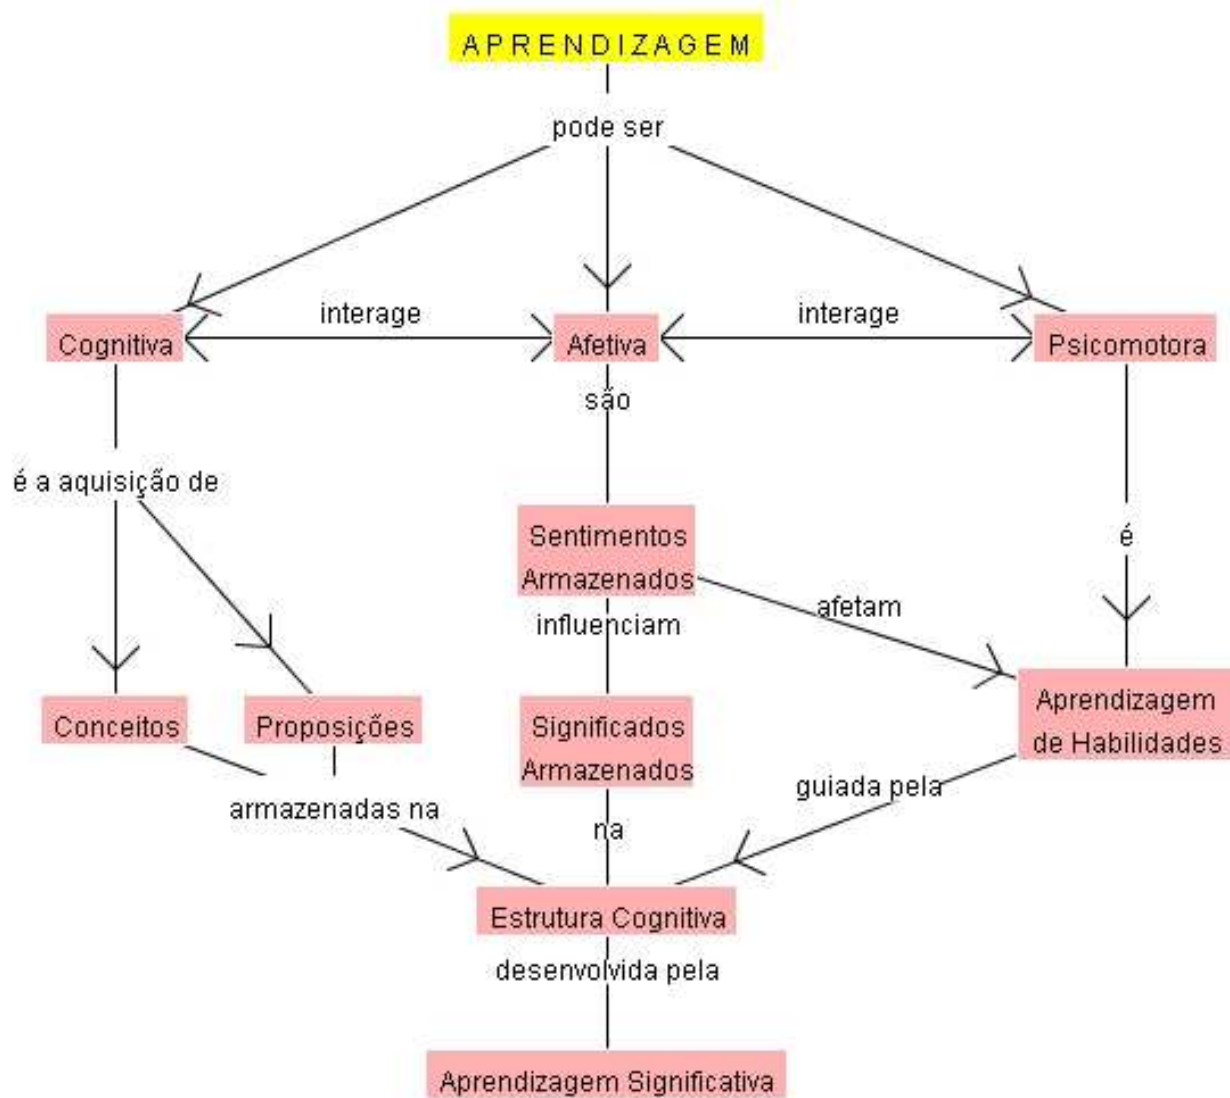 APRENDIZAGEM
pode ser
interage
interage
Cognitiva
Afetiva
Psicomotora
são
é a aquisição de
Sentimentos
Armazenados
é
influenciam
afetam
Conceitos
Proposições
Significados
Armazenados
Aprendizagem
de Habilidades
armazenadas na
na
guiada pela
Estrutura Cognitiva
desenvolvida pela
Aprendizagem Significativa